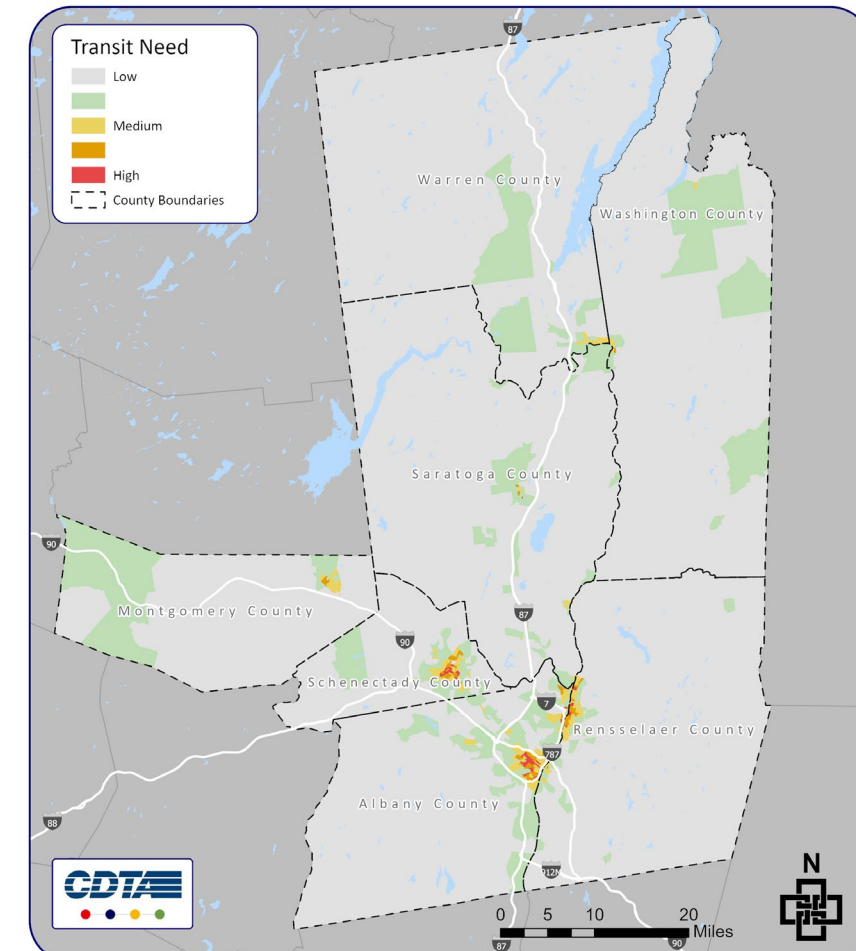 Transit Need
Low
Medium
High
County Boundaries
87
Warren County
Washington County
Saratoga County
90
Montgomery County
87
90
Schenectady County
7
Rensselaer County
787
Albany County
88
912N
CDTA
N
0 5 10 20
Miles
87
90